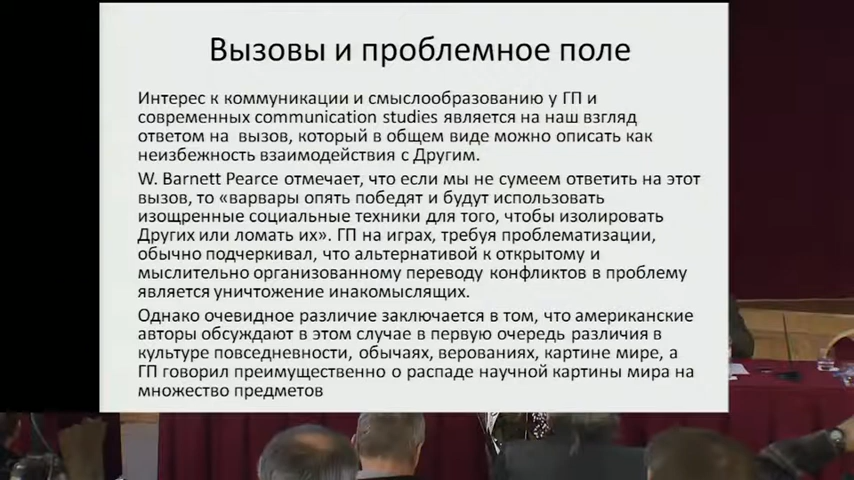 Вызовы и проблемное поле
Интерес к коммуникации и смыслообразованию у ГП и
современных communication studies является на наш взгляд
ответом на вызов, который в общем виде можно описать как
неизбежность взаимодействия с Другим.
W. Barnett Pearce отмечает, что если мы не сумеем ответить на этот
вызов, то «варвары опять победят и будут использовать
изощренные социальные техники для того, чтобы изолировать
Других или ломать их». ГП на играх, требуя проблематизации,
обычно подчеркивал, что альтернативой к открытому и
мыслительно организованному переводу конфликтов в проблему
является уничтожение инакомыслящих.
Однако очевидное различие заключается в том, что американские
авторы обсуждают в этом случае в первую очередь различия в
культуре повседневности, обычаях, верованиях, картине мире, а
ГП говорил преимущественно о распаде научной картины мира на
множество предметов